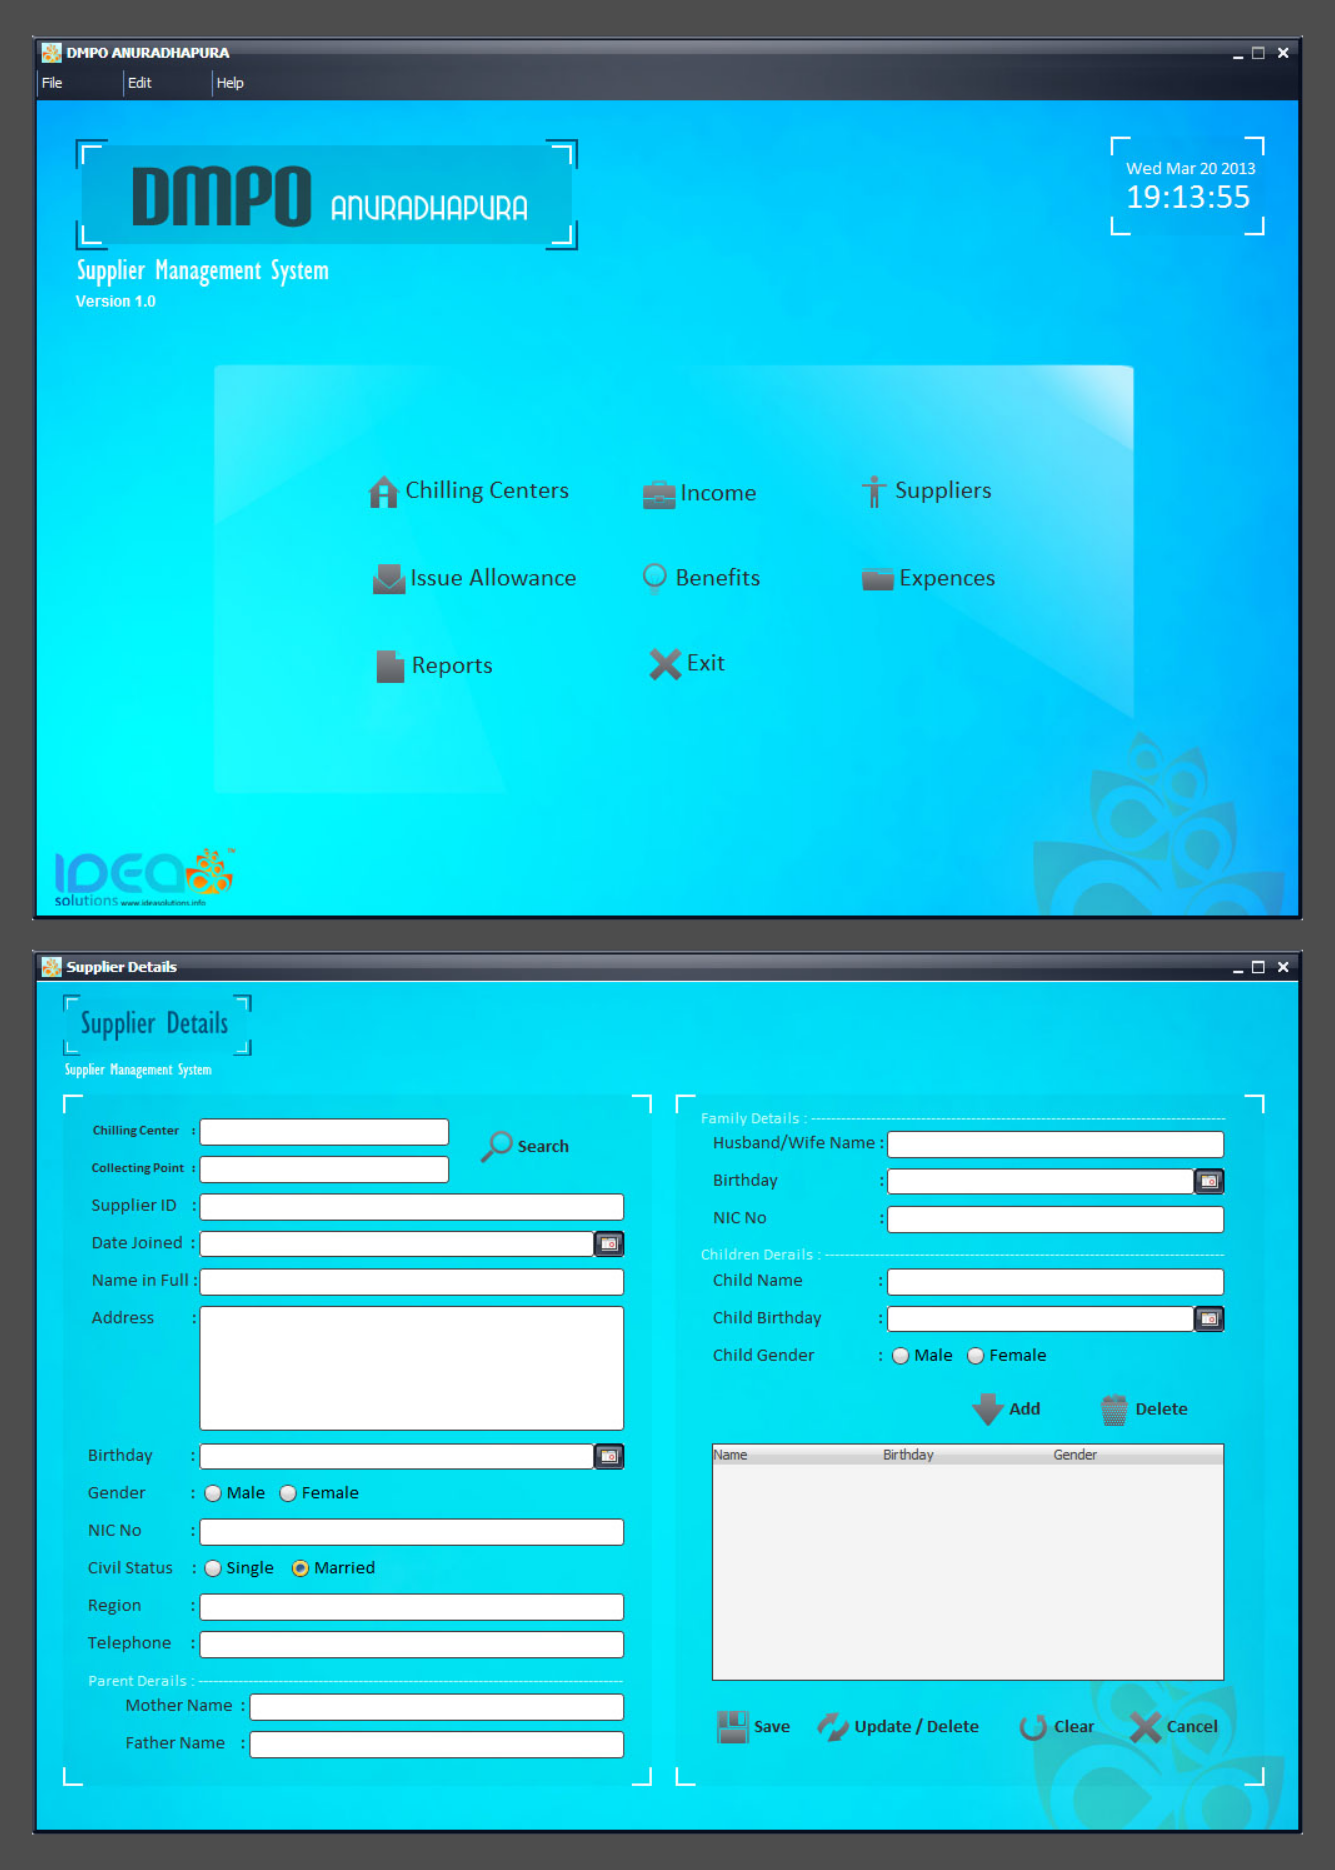 DMPO ANURADHAPURA
File Edit Help
DMPO ANURADHAPURA
Wed Mar 20 2013
19:13:55
Supplier Management System
Version 1.0
Chilling Centers Income Suppliers
Issue Allowance Benefits Expences
Reports Exit
IDEA
solutions www.ideasolutions.info
Supplier Details
Supplier Details
Supplier Management System
Chilling Center :
Search
Collecting Point :
Supplier ID :
Date Joined :
Name in Full :
Address :
Birthday :
Gender : Male Female
NIC No :
Civil Status : Single Married
Region :
Telephone :
Parent Derails :
Mother Name :
Father Name :
Family Details :
Husband/Wife Name :
Birthday :
NIC No :
Children Derails :
Child Name :
Child Birthday :
Child Gender : Male Female
Add Delete
Name Birthday Gender
Save Update / Delete Clear Cancel